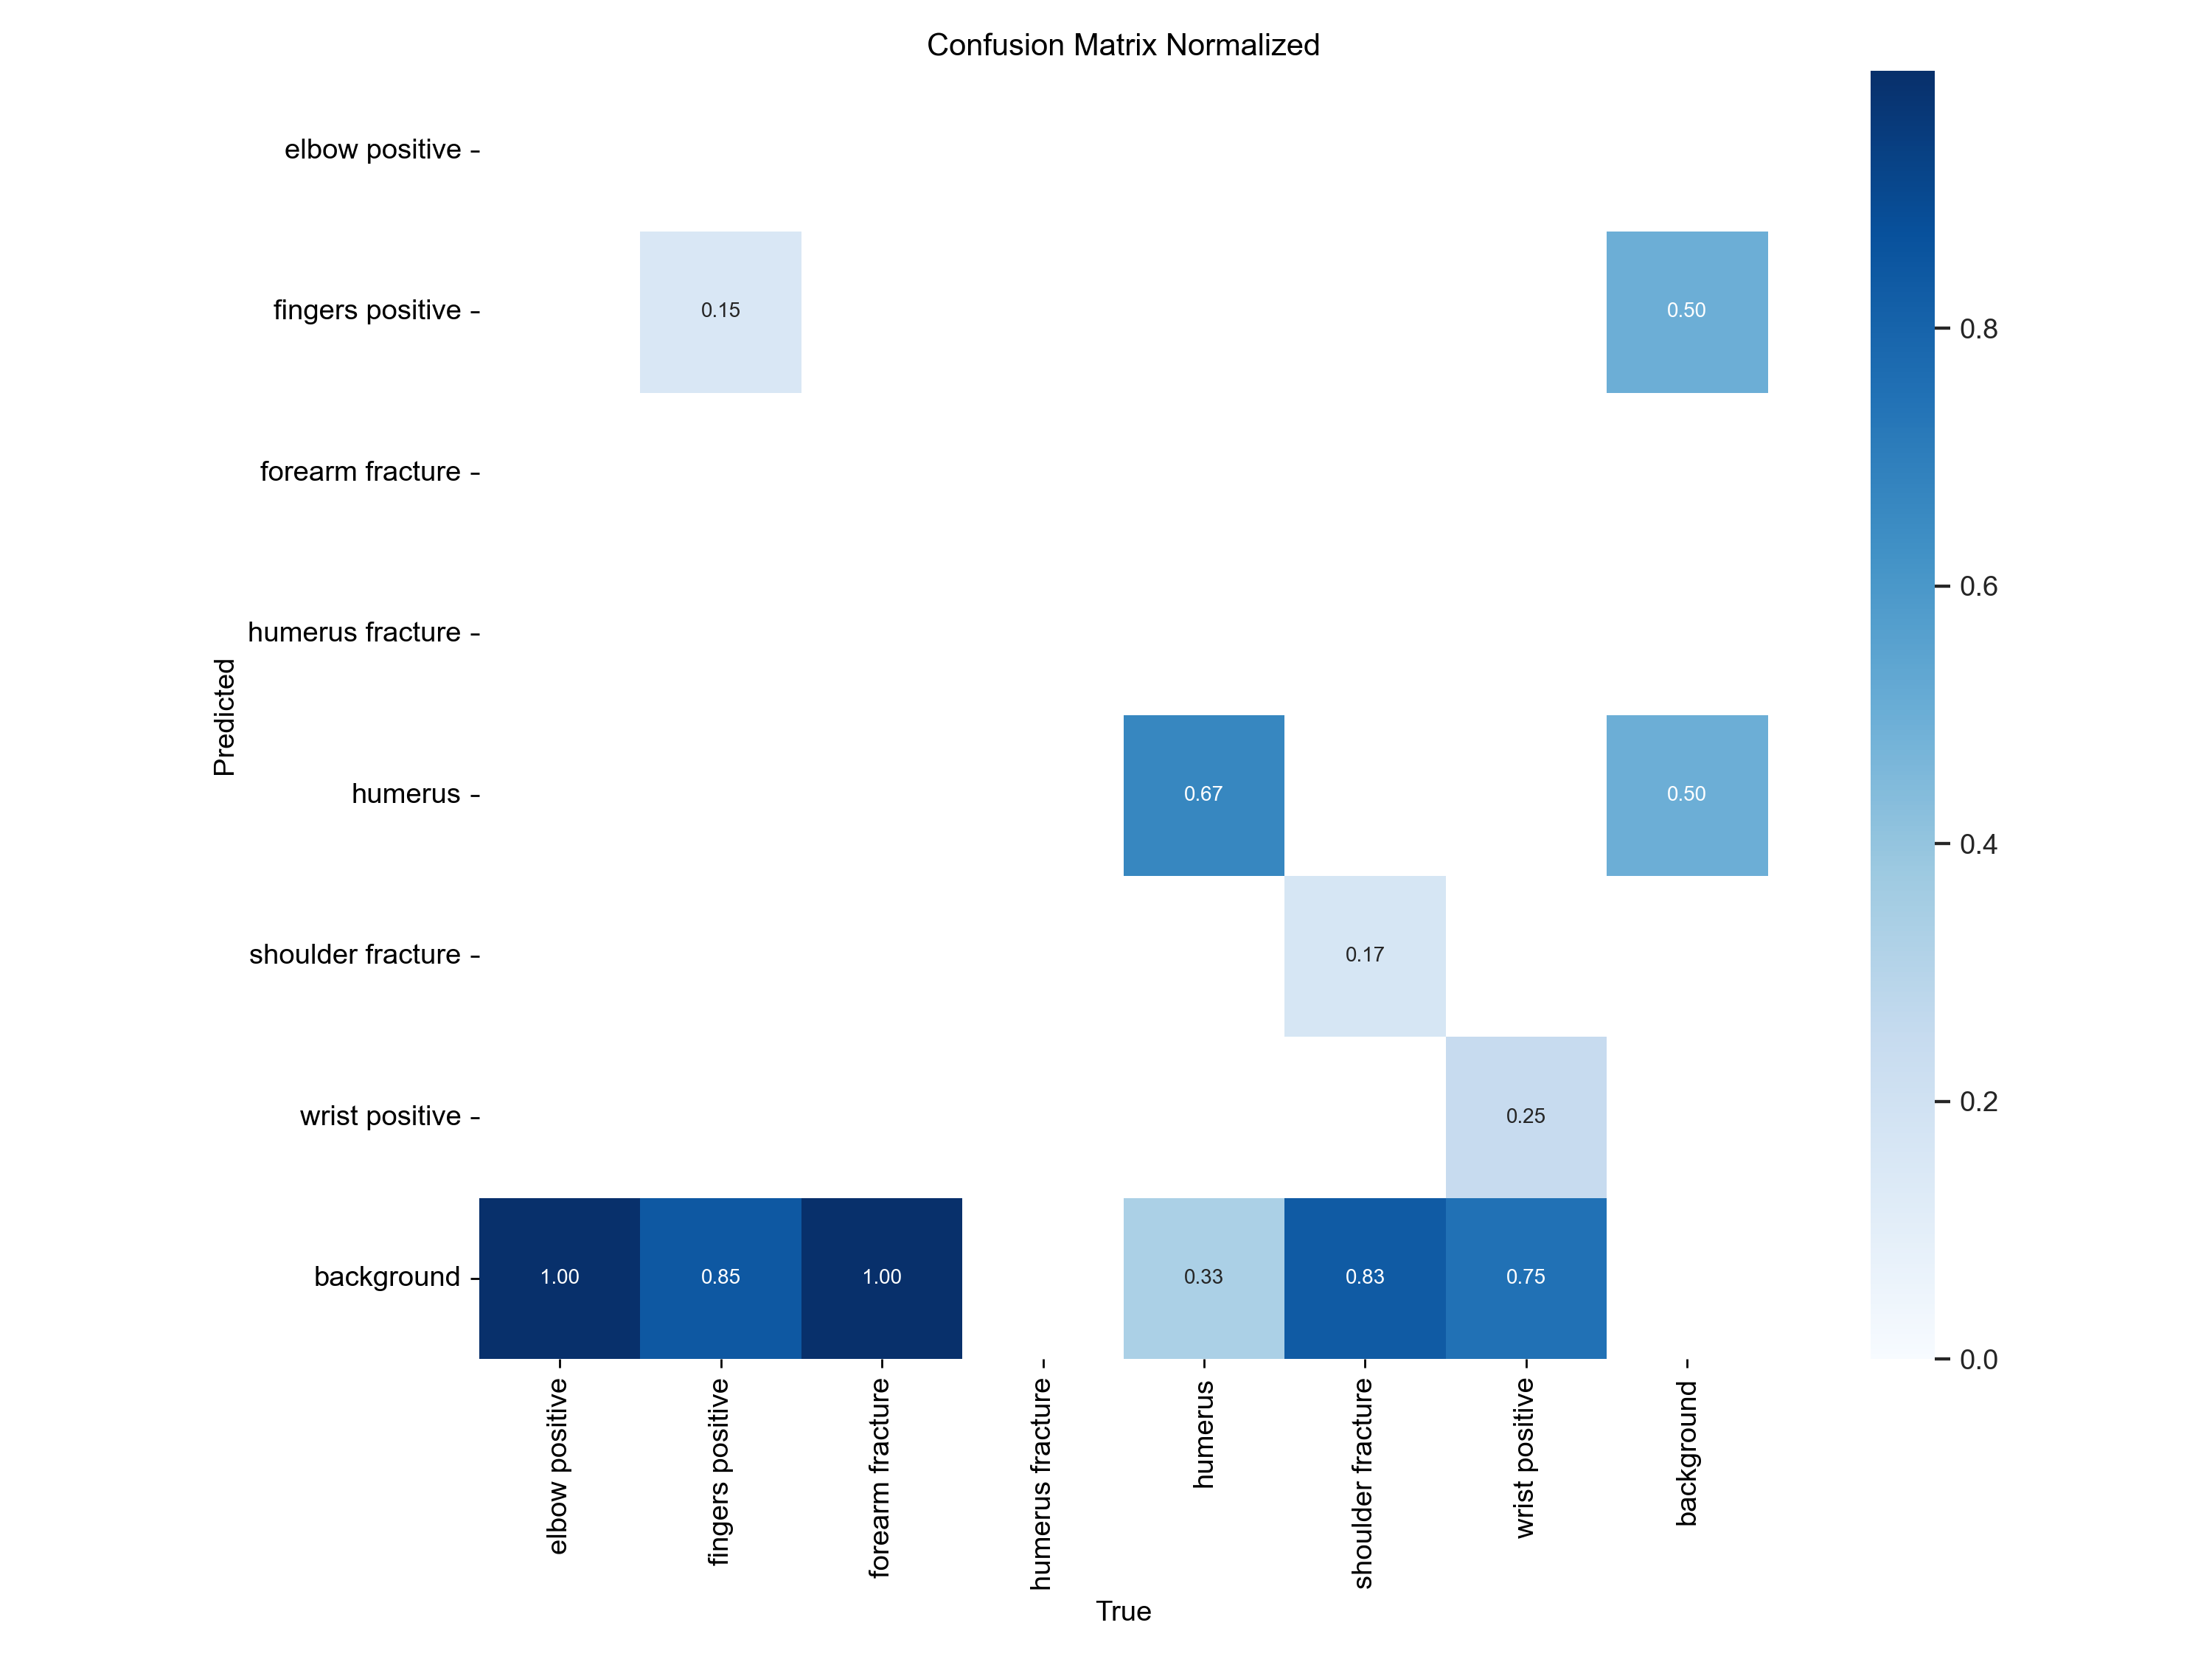 Confusion Matrix Normalized
elbow positive
fingers positive
0.15
0.50
forearm fracture
humerus fracture
humerus
0.67
0.50
shoulder fracture
0.17
wrist positive
0.25
background
1.00
0.85
1.00
0.33
0.83
0.75
Predicted
elbow positive
fingers positive
forearm fracture
humerus fracture
humerus
shoulder fracture
wrist positive
background
True
0.8
0.6
0.4
0.2
0.0